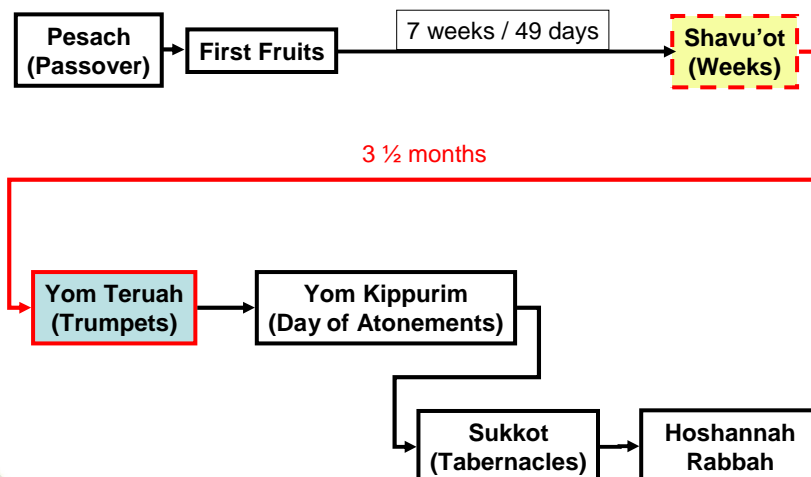 Pesach
(Passover)
First Fruits
7 weeks / 49 days
Shavu’ot
(Weeks)
3 ½ months
Yom Teruah
(Trumpets)
Yom Kippurim
(Day of Atonements)
Sukkot
(Tabernacles)
Hoshannah
Rabbah